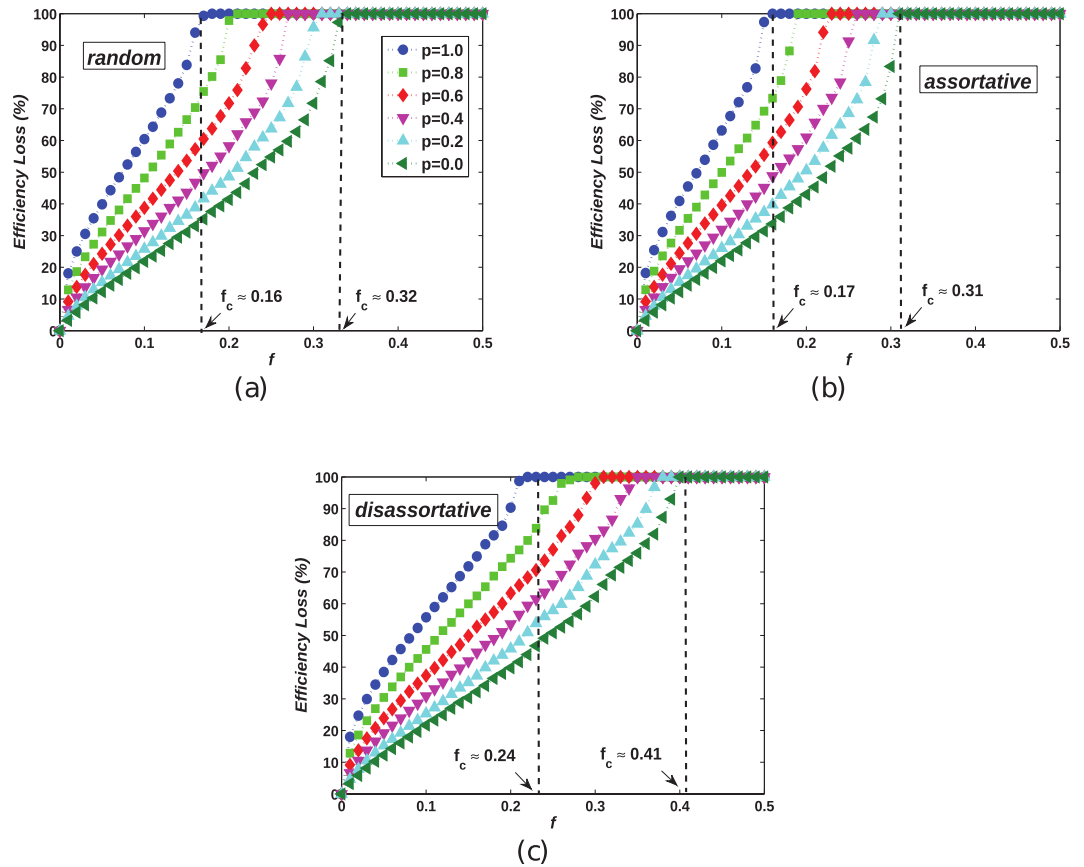 100
90
80
70
60
50
40
30
20
10
0
Efficiency Loss (%)
random
p=1.0
p=0.8
p=0.6
p=0.4
p=0.2
p=0.0
f_c ≈ 0.16
f_c ≈ 0.32
0 0.1 0.2 0.3 0.4 0.5
f
(a)
100
90
80
70
60
50
40
30
20
10
0
Efficiency Loss (%)
assortative
f_c ≈ 0.17
f_c ≈ 0.31
0 0.1 0.2 0.3 0.4 0.5
f
(b)
100
90
80
70
60
50
40
30
20
10
0
Efficiency Loss (%)
disassortative
f_c ≈ 0.24
f_c ≈ 0.41
0 0.1 0.2 0.3 0.4 0.5
f
(c)